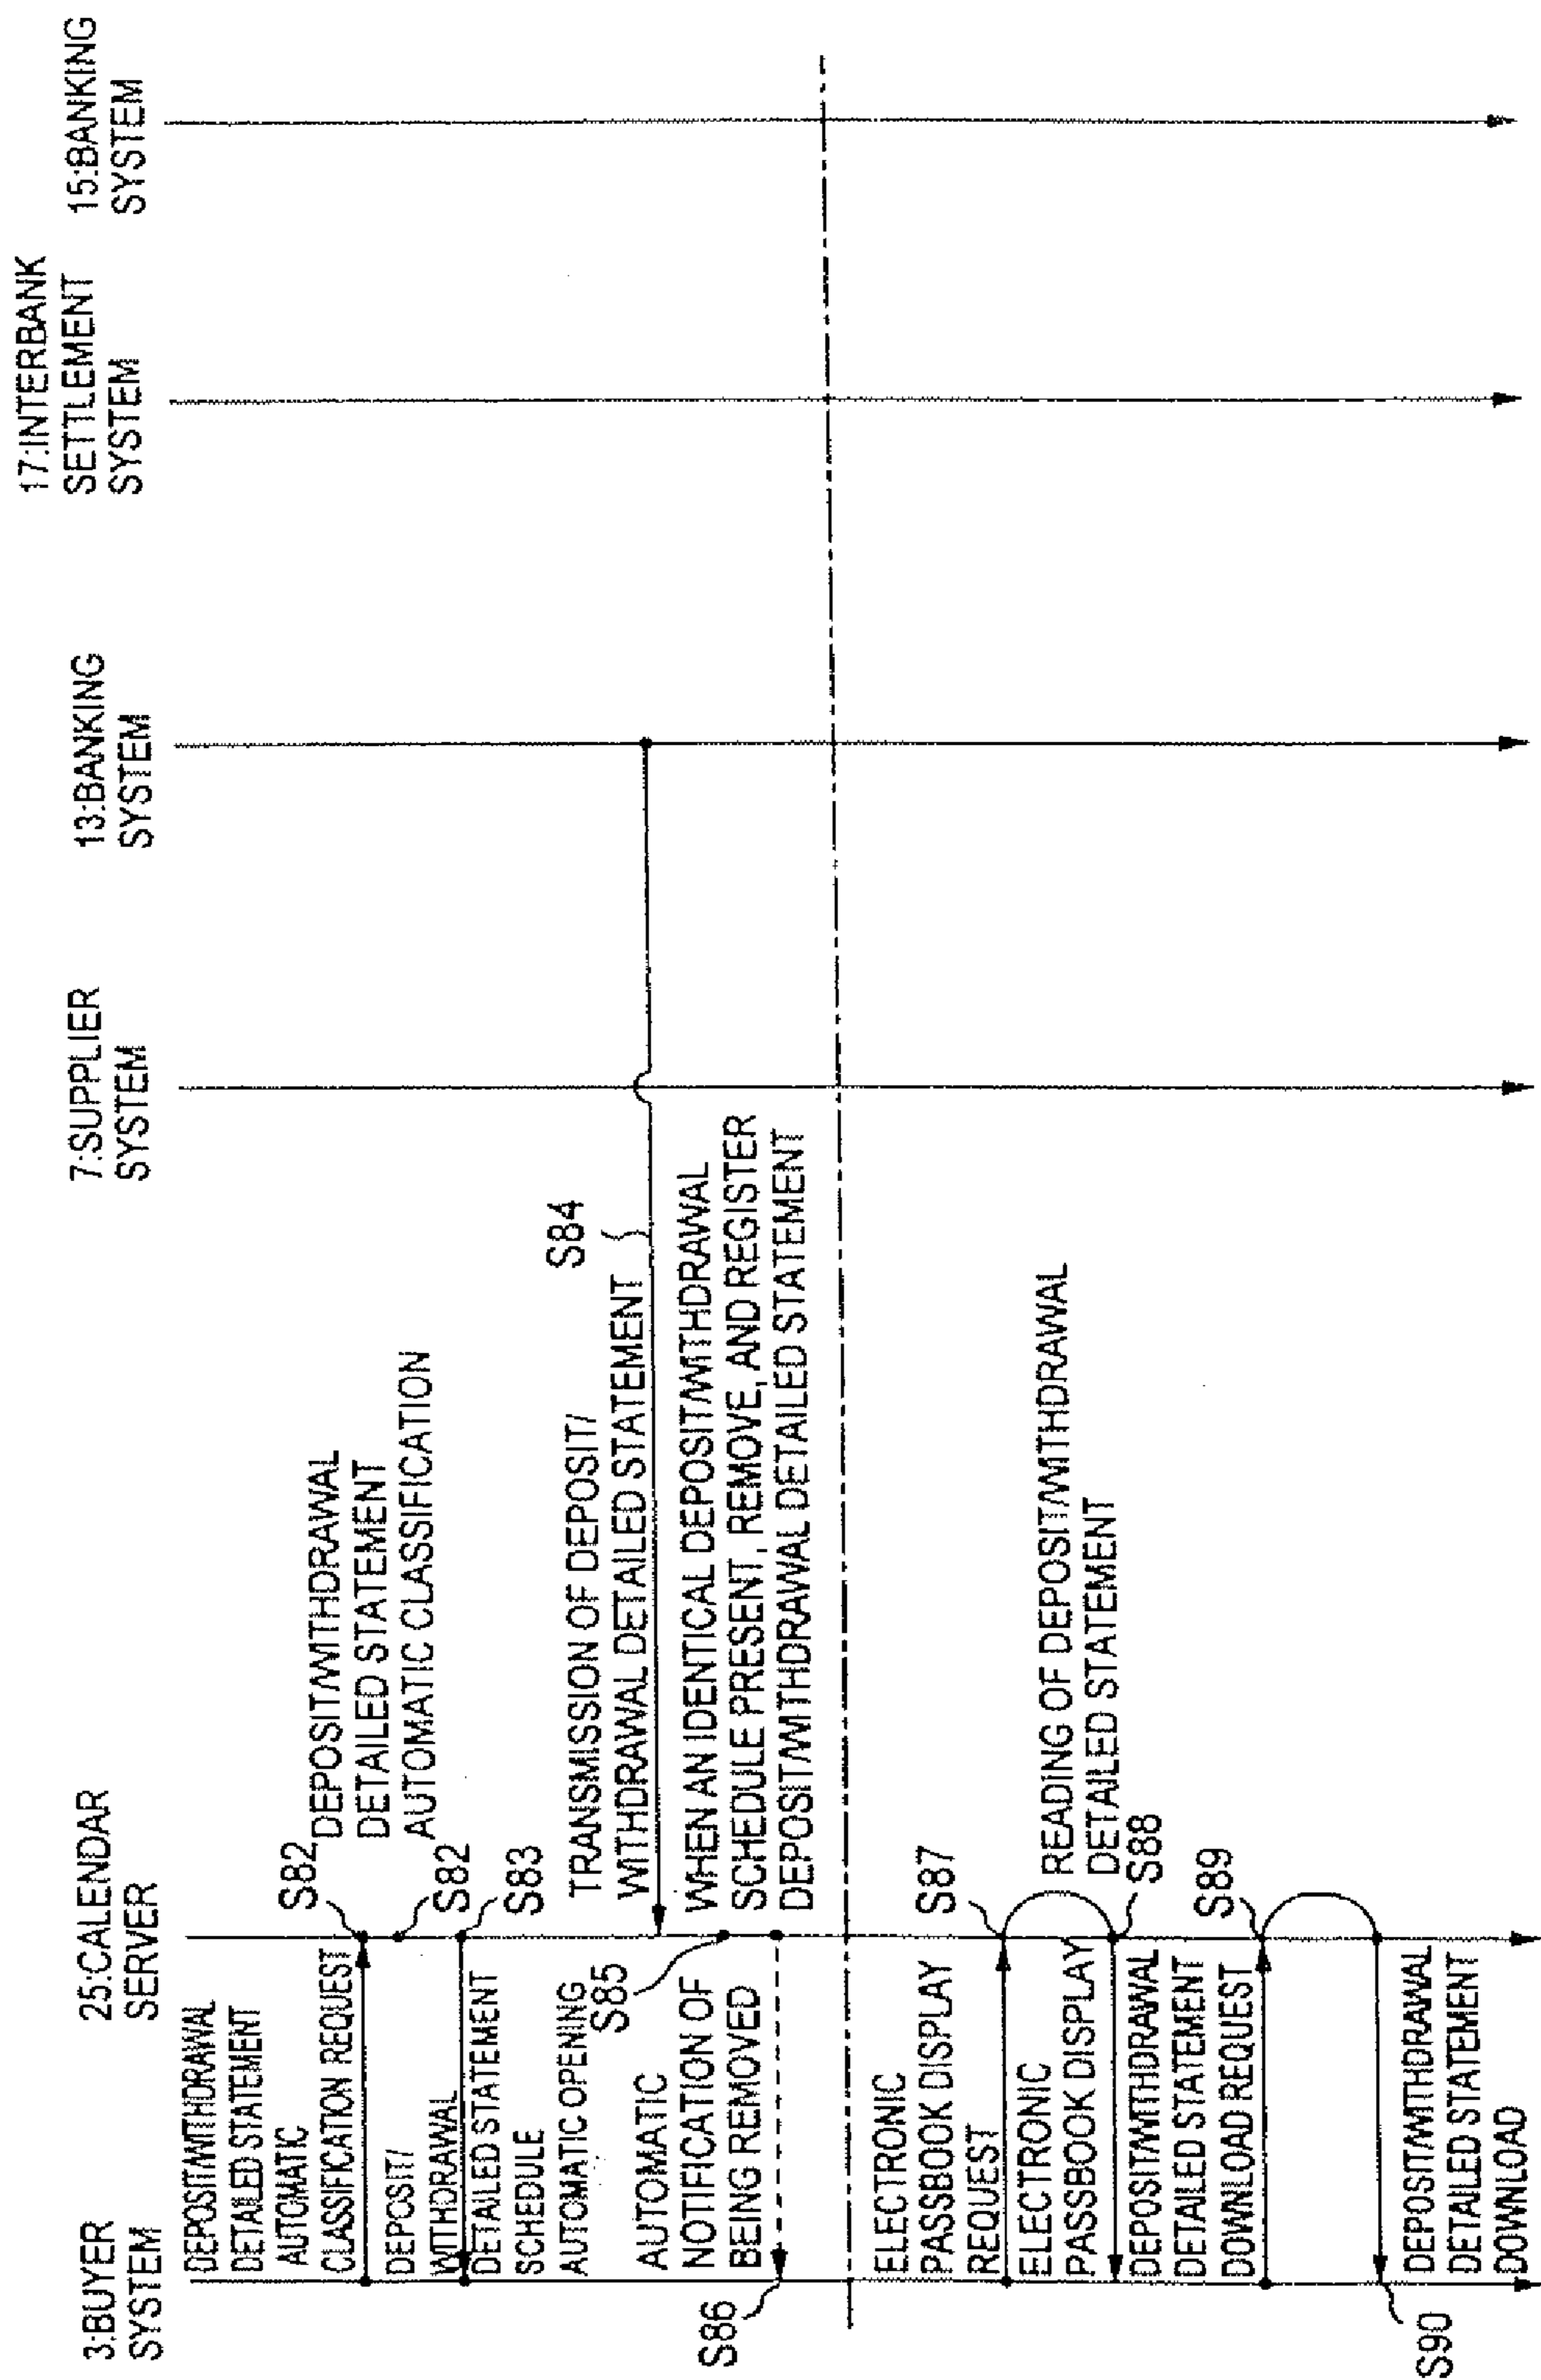 3:BUYER
SYSTEM
25:CALENDAR
SERVER
7:SUPPLIER
SYSTEM
13:BANKING
SYSTEM
17:INTERBANK
SETTLEMENT
SYSTEM
15:BANKING
SYSTEM
DEPOSIT/WITHDRAWAL
DETAILED STATEMENT
AUTOMATIC
CLASSIFICATION REQUEST
S82
DEPOSIT/WITHDRAWAL
DETAILED STATEMENT
AUTOMATIC CLASSIFICATION
S82
DEPOSIT/
WITHDRAWAL
DETAILED STATEMENT
SCHEDULE
AUTOMATIC OPENING
S83
TRANSMISSION OF DEPOSIT/
WITHDRAWAL DETAILED STATEMENT
S84
S85
WHEN AN IDENTICAL DEPOSIT/WITHDRAWAL
SCHEDULE PRESENT, REMOVE, AND REGISTER
DEPOSIT/WITHDRAWAL DETAILED STATEMENT
AUTOMATIC
NOTIFICATION OF
BEING REMOVED
S86
ELECTRONIC
PASSBOOK DISPLAY
REQUEST
S87
READING OF DEPOSIT/WITHDRAWAL
DETAILED STATEMENT
ELECTRONIC
PASSBOOK DISPLAY
S88
DEPOSIT/WITHDRAWAL
DETAILED STATEMENT
DOWNLOAD REQUEST
S89
S90
DEPOSIT/WITHDRAWAL
DETAILED STATEMENT
DOWNLOAD